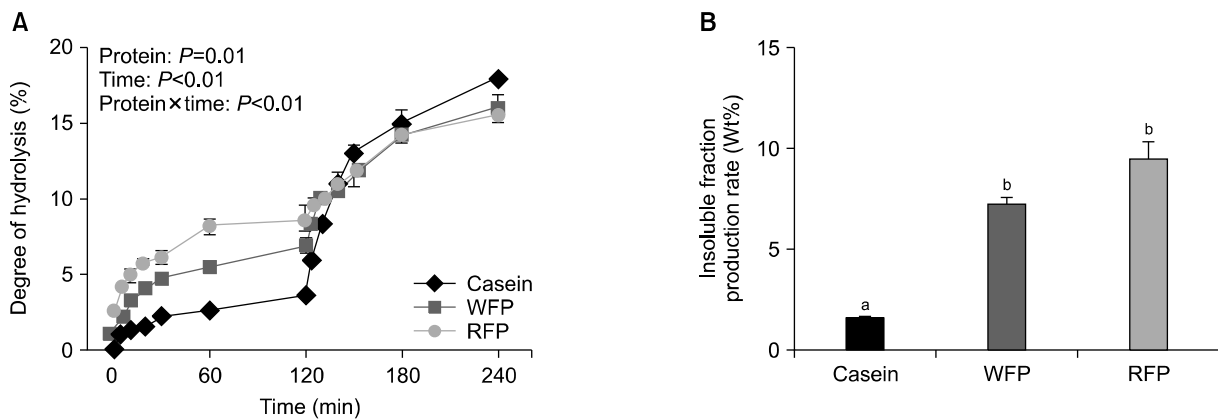 A
Protein: P=0.01
Time: P<0.01
Protein×time: P<0.01
Degree of hydrolysis (%)
20
15
10
5
0
Casein
WFP
RFP
0 60 120 180 240
Time (min)
B
Insoluble fraction
production rate (Wt%)
15
10
5
0
a
b
b
Casein WFP RFP